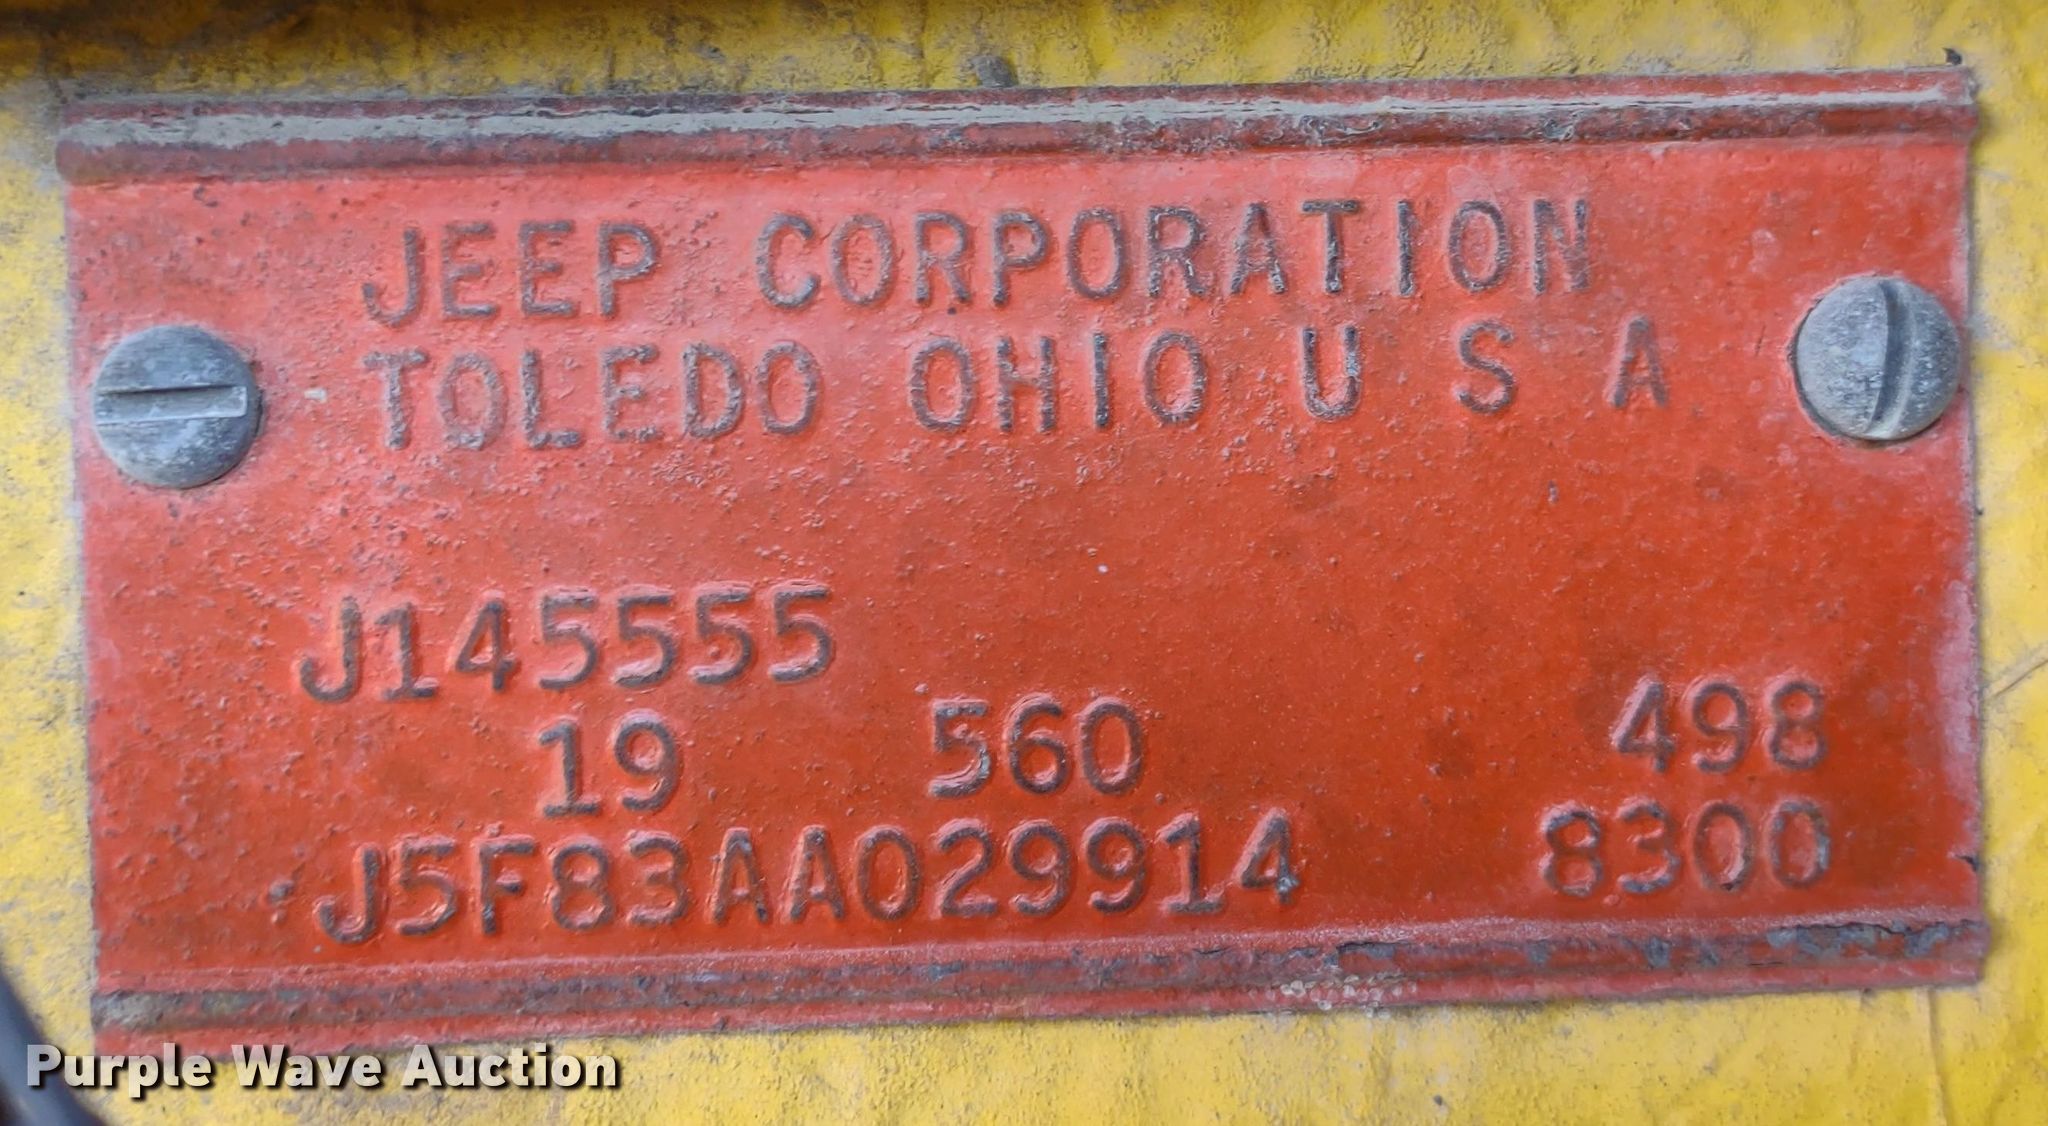 JEEP CORPORATION
TOLEDO OHIO U S A
J145555
19 560 498
J5F83AA029914 8300
Purple Wave Auction